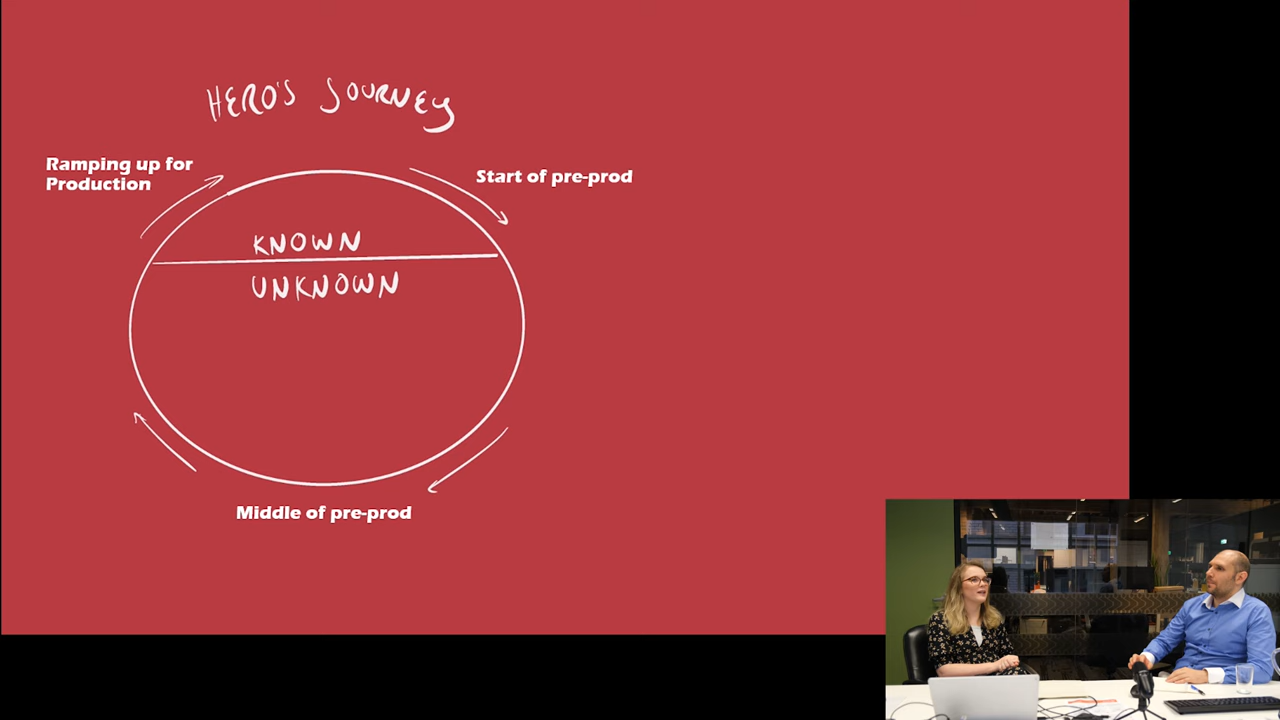 HERO'S JOURNEY
Ramping up for
Production
Start of pre-prod
KNOWN
UNKNOWN
Middle of pre-prod